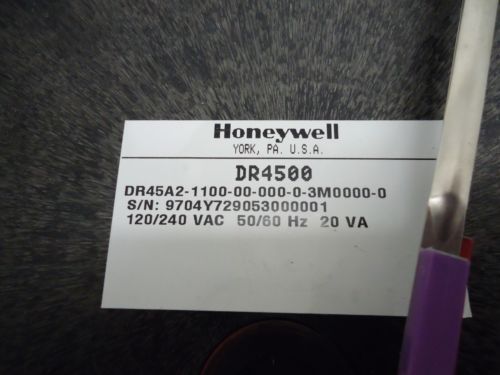 Honeywell
YORK, PA. U.S.A.
DR4500
DR45A2-1100-00-000-0-3M0000-0
S/N: 9704Y729053000001
120/240 VAC 50/60 Hz 20 VA